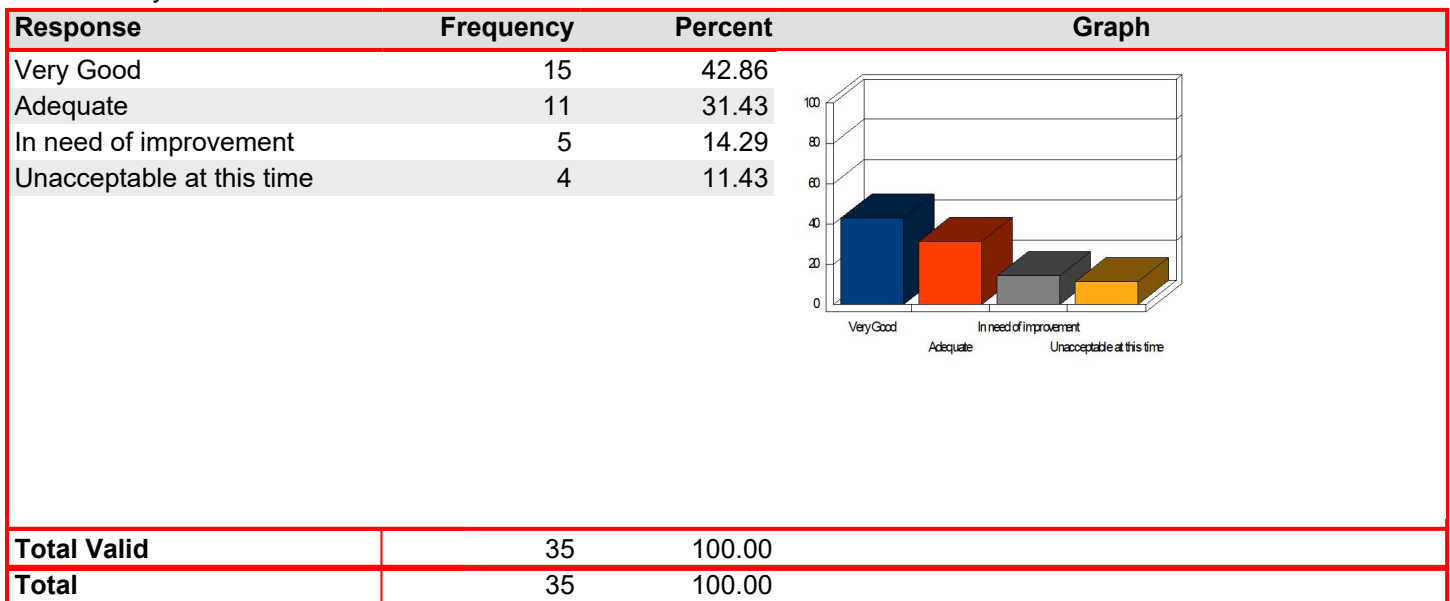 Response Frequency Percent Graph
Very Good 15 42.86
Adequate 11 31.43
In need of improvement 5 14.29
Unacceptable at this time 4 11.43
100
80
60
40
20
0
Very Good In need of improvement
Adequate Unacceptable at this time
Total Valid 35 100.00
Total 35 100.00